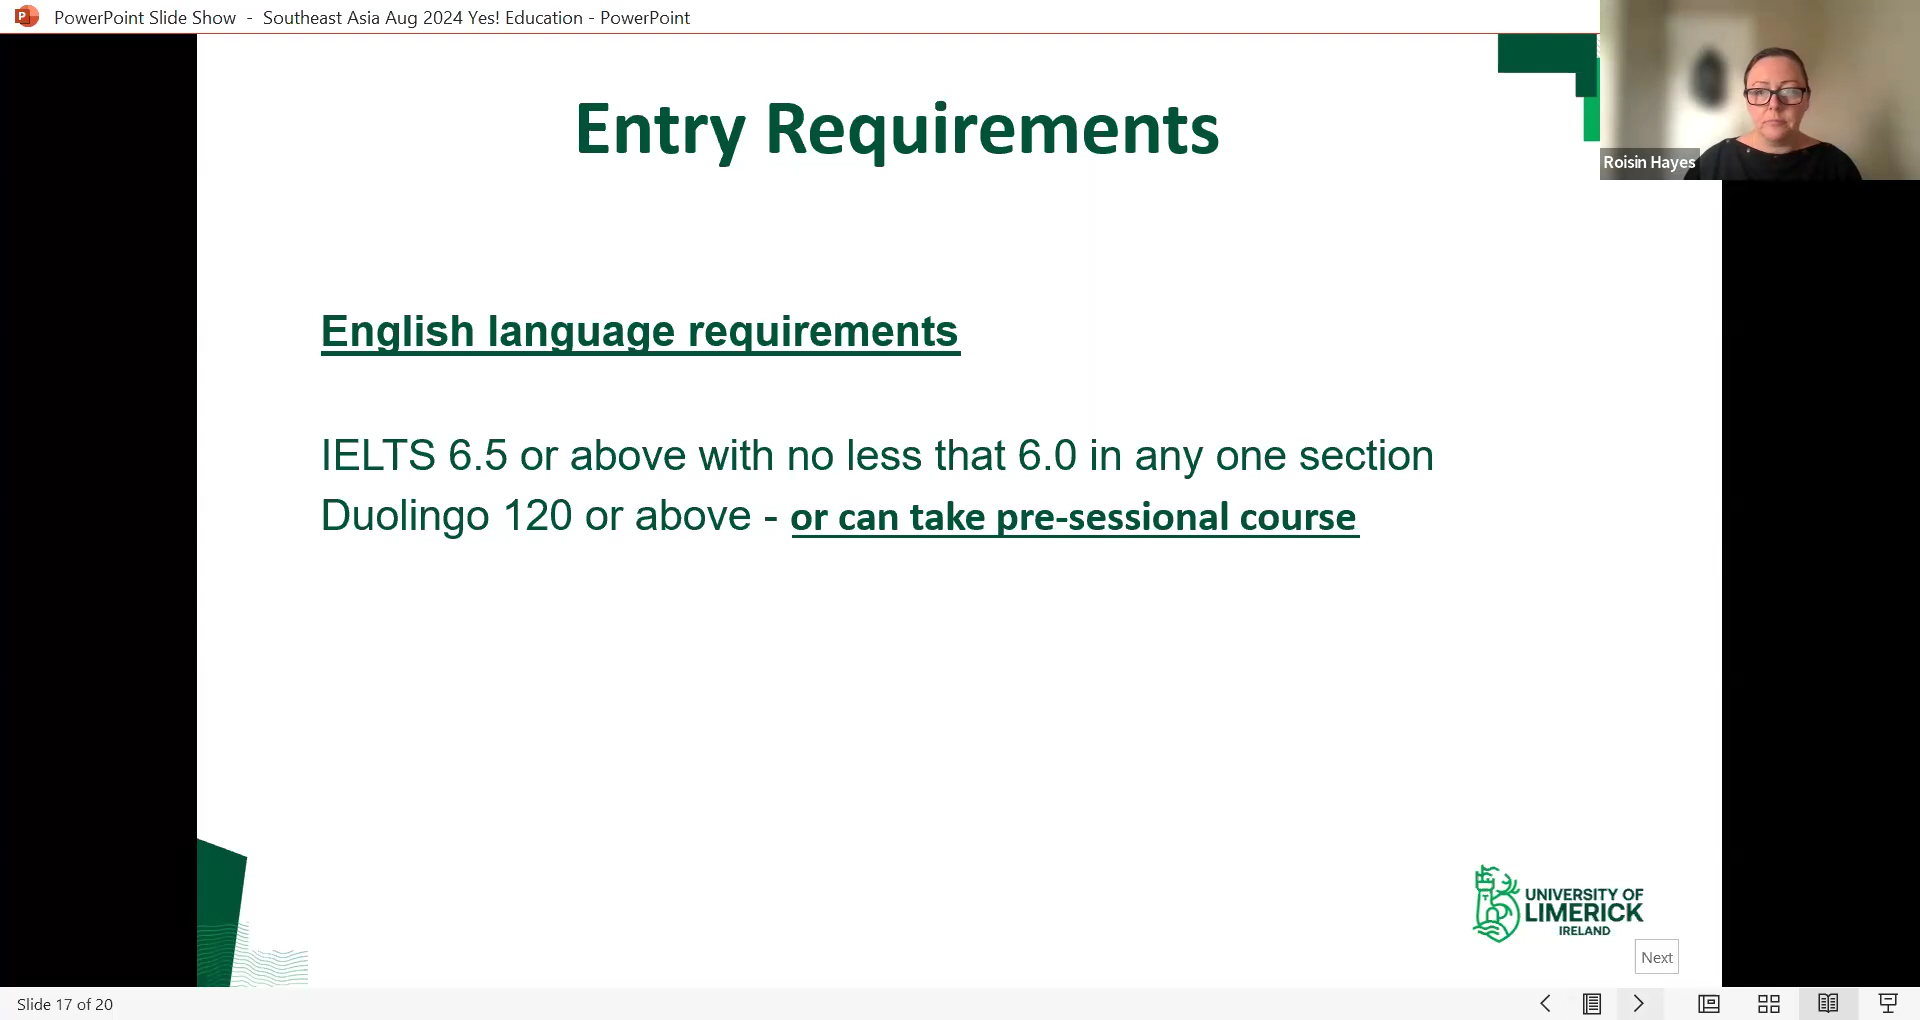 PowerPoint Slide Show - Southeast Asia Aug 2024 Yes! Education - PowerPoint
Roisin Hayes
Entry Requirements
English language requirements
IELTS 6.5 or above with no less that 6.0 in any one section
Duolingo 120 or above - or can take pre-sessional course
UNIVERSITY OF
LIMERICK
IRELAND
Next
Slide 17 of 20